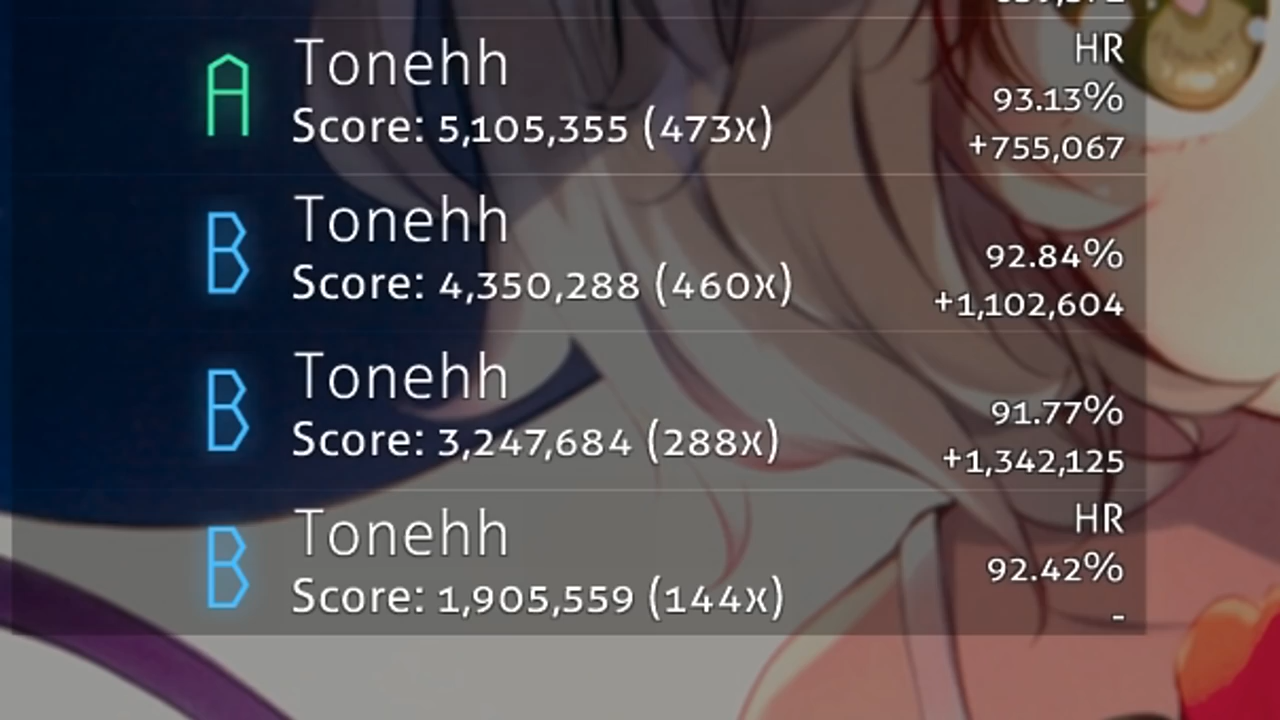 A
Tonehh
Score: 5,105,355 (473x)
HR
93.13%
+755,067
B
Tonehh
Score: 4,350,288 (460x)
92.84%
+1,102,604
B
Tonehh
Score: 3,247,684 (288x)
91.77%
+1,342,125
B
Tonehh
Score: 1,905,559 (144x)
HR
92.42%
-